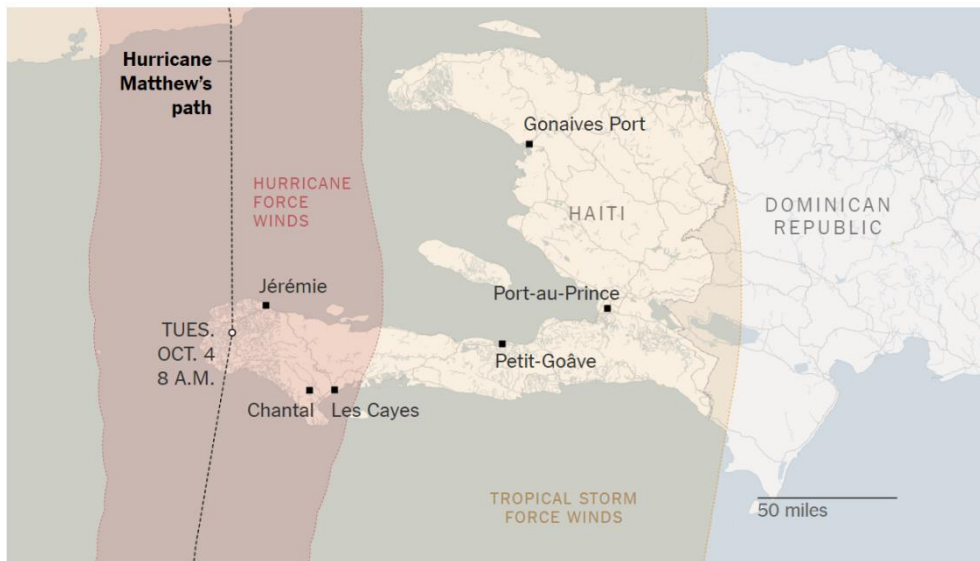 Hurricane
Matthew's
path
Gonaives Port
HURRICANE
FORCE
WINDS
HAITI
DOMINICAN
REPUBLIC
Jérémie
Port-au-Prince
TUES.
OCT. 4
8 A.M.
Petit-Goâve
Chantal
Les Cayes
TROPICAL STORM
FORCE WINDS
50 miles